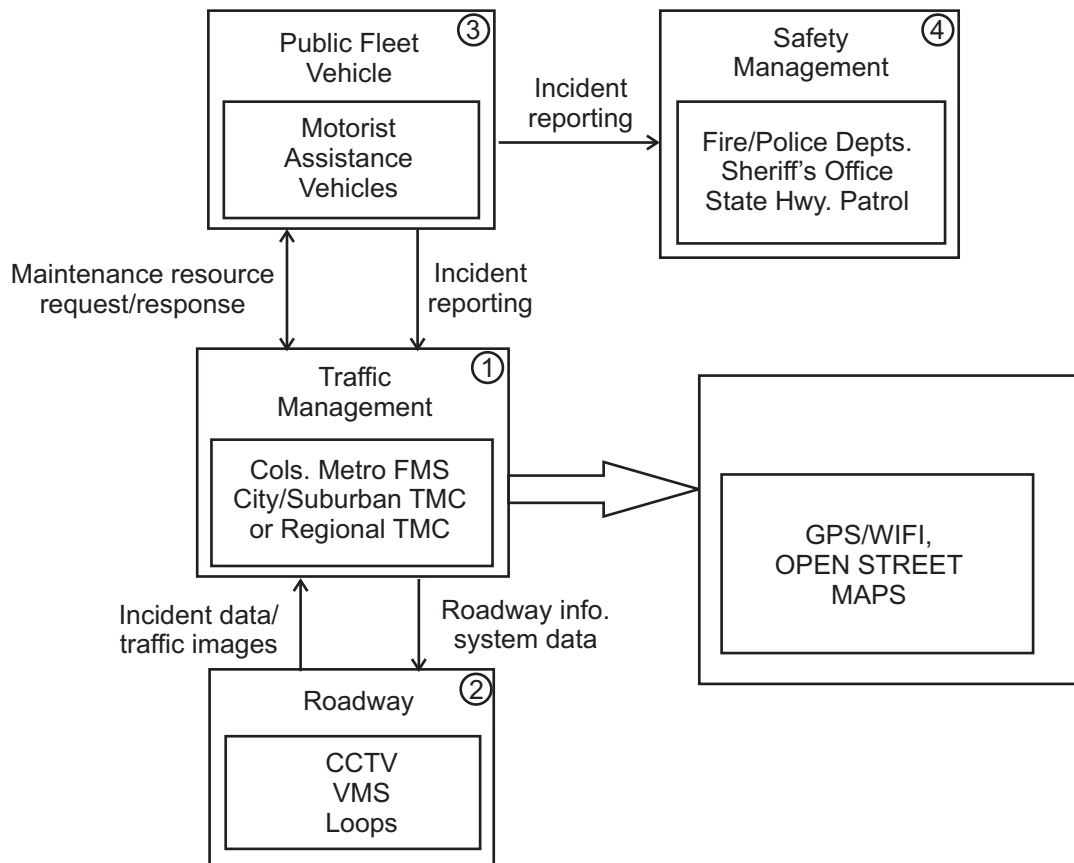 ③
Public Fleet
Vehicle
Motorist
Assistance
Vehicles
Incident
reporting
④
Safety
Management
Fire/Police Depts.
Sheriff’s Office
State Hwy. Patrol
Maintenance resource
request/response
Incident
reporting
①
Traffic
Management
Cols. Metro FMS
City/Suburban TMC
or Regional TMC
GPS/WIFI,
OPEN STREET
MAPS
Incident data/
traffic images
Roadway info.
system data
②
Roadway
CCTV
VMS
Loops